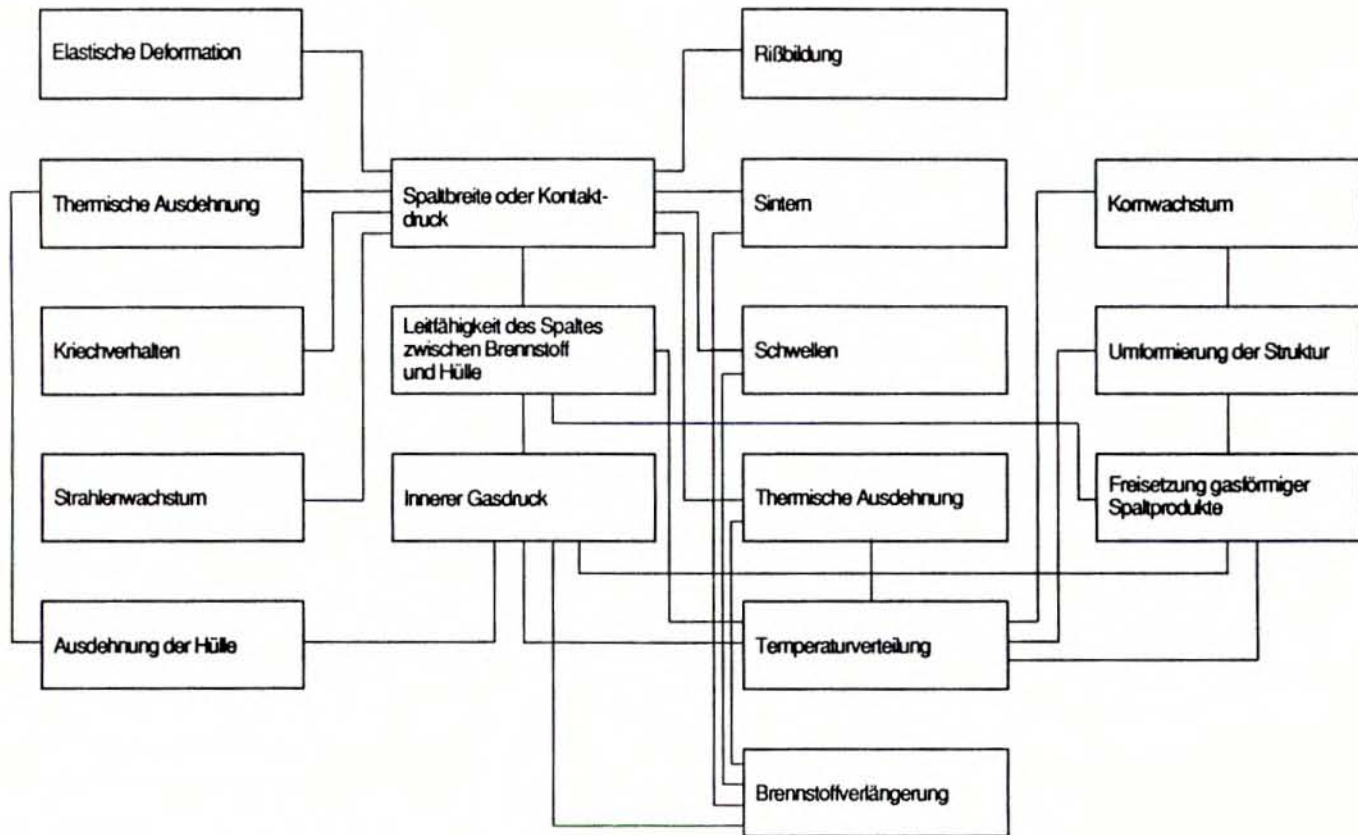 Elastische Deformation
Rißbildung
Thermische Ausdehnung
Spaltbreite oder Kontakt-
druck
Sintern
Kornwachstum
Kriechverhalten
Leitfähigkeit des Spaltes
zwischen Brennstoff
und Hülle
Schwellen
Umformierung der Struktur
Strahlenwachstum
Innerer Gasdruck
Thermische Ausdehnung
Freisetzung gasförmiger
Spaltprodukte
Ausdehnung der Hülle
Temperaturverteilung
Brennstoffverlängerung